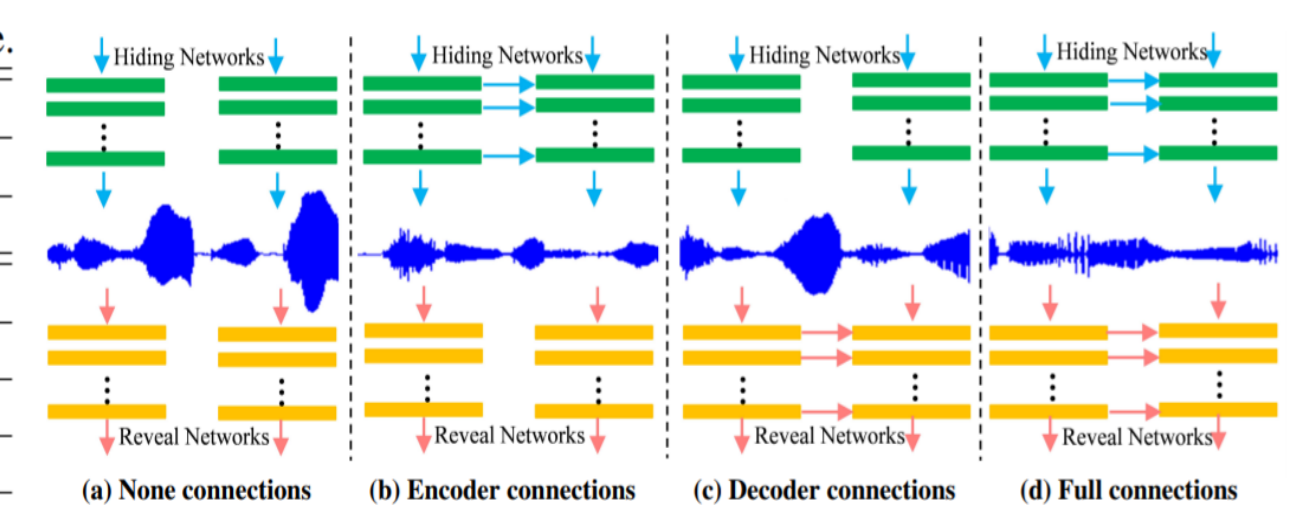 e.
Hiding Networks
Hiding Networks
Hiding Networks
Hiding Networks
Reveal Networks
Reveal Networks
Reveal Networks
Reveal Networks
(a) None connections
(b) Encoder connections
(c) Decoder connections
(d) Full connections